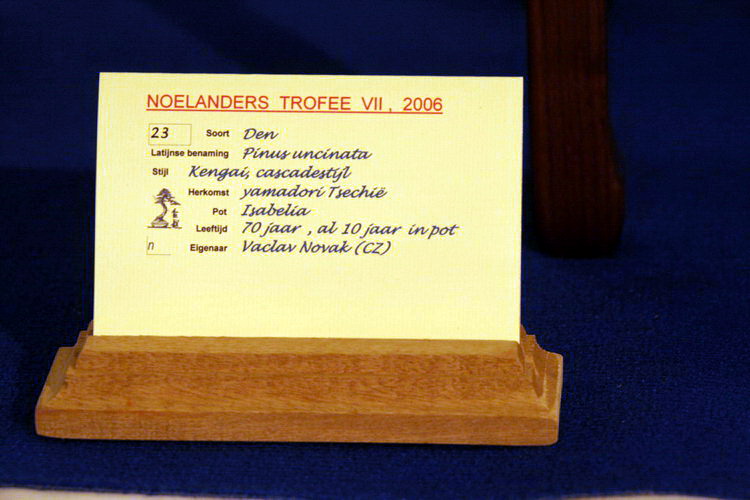 NOELANDERS TROFEE VII , 2006
23 Soort Den
Latijnse benaming Pinus uncinata
Stijl Kengai, cascadestijl
Herkomst yamadori Tsechië
Pot Isabelia
Leeftijd 70 jaar , al 10 jaar in pot
n Eigenaar Vaclav Novak (CZ)